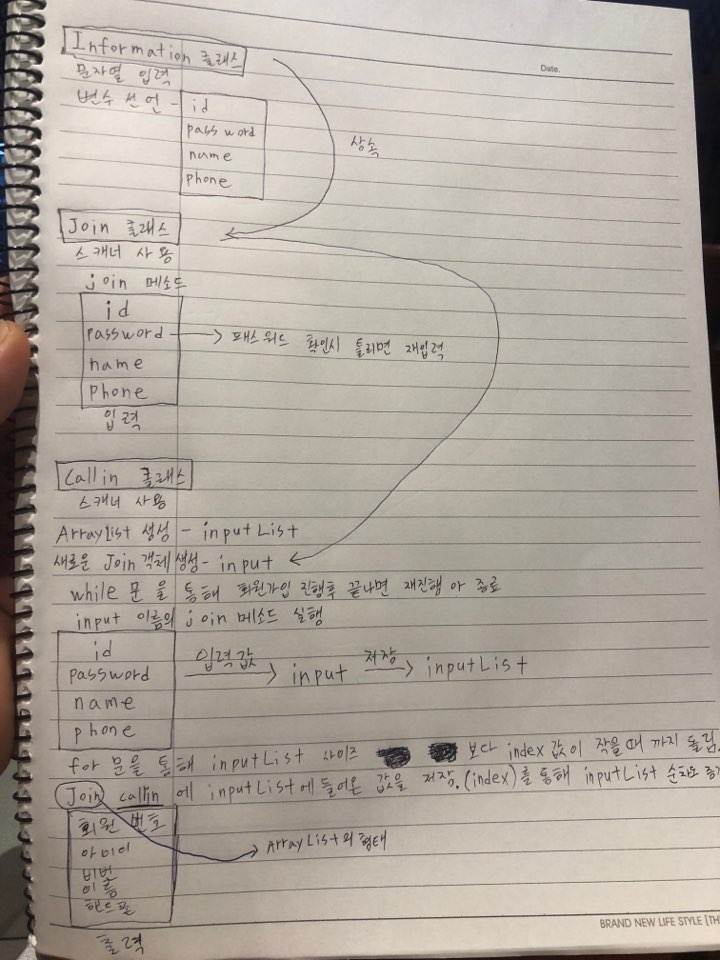 Information 클래스
Date.
문자열 입력
변수 선언 - id
password
name
phone
상속
Join 클래스
스캐너 사용
join 메소드
id
password → 패스워드 확인시 틀리면 재입력
name
phone
입력
Callin 클래스
스캐너 사용
ArrayList 생성 - inputList
새로운 Join 객체 생성 - input
while 문을 통해 회원가입 진행후 끝나면 재진행 or 종료
input 이름의 join 메소드 실행
id
password
name
phone
입력값 → input 저장 → inputList
for 문을 통해 inputList 사이즈 보다 index 값이 작을때 까지 돌림.
Join callin 에 inputList에 들어온 값을 저장. (index)를 통해 inputList 순차로
회원 번호
아이디
비번
이름
핸드폰
ArrayList의 형태
출력
BRAND NEW LIFE STYLE [TH